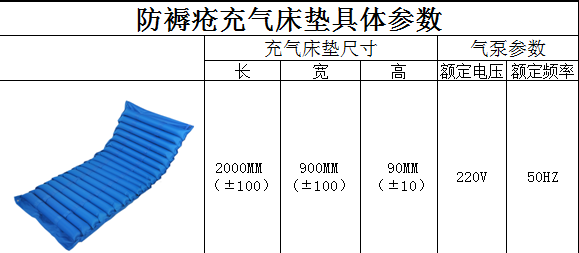 防褥疮充气床垫具体参数
充气床垫尺寸 气泵参数
长 宽 高 额定电压 额定频率
2000MM 900MM 90MM 220V 50HZ
(±100) (±100) (±10)